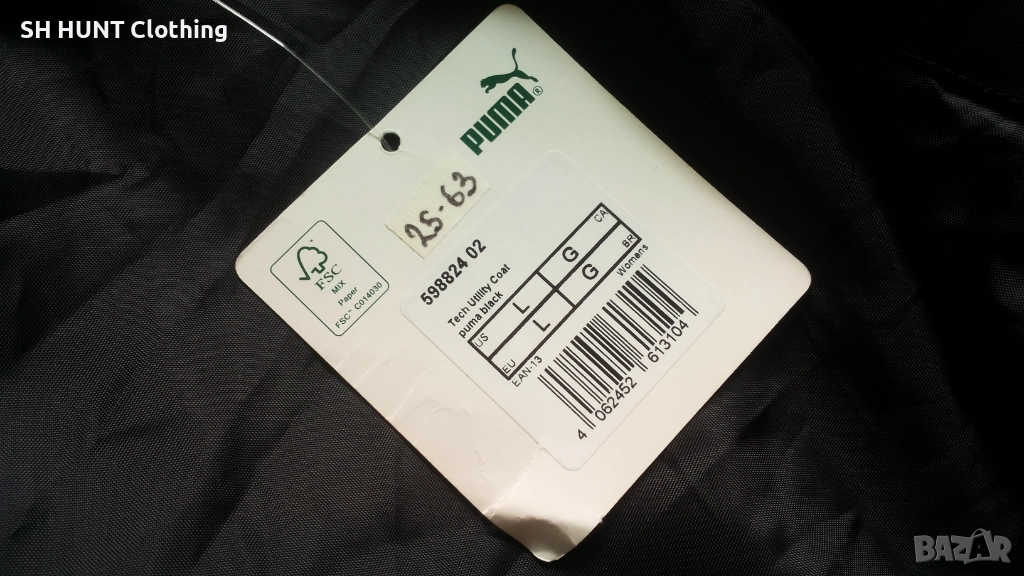 SH HUNT Clothing
PUMA®
25-63
FSC
MIX
Paper
FSC™ C014030
598824 02
Tech Utility Coat
puma black
US L G CA
EU L G BR
EAN-13 Womens
4 062452 613104
BAZAR